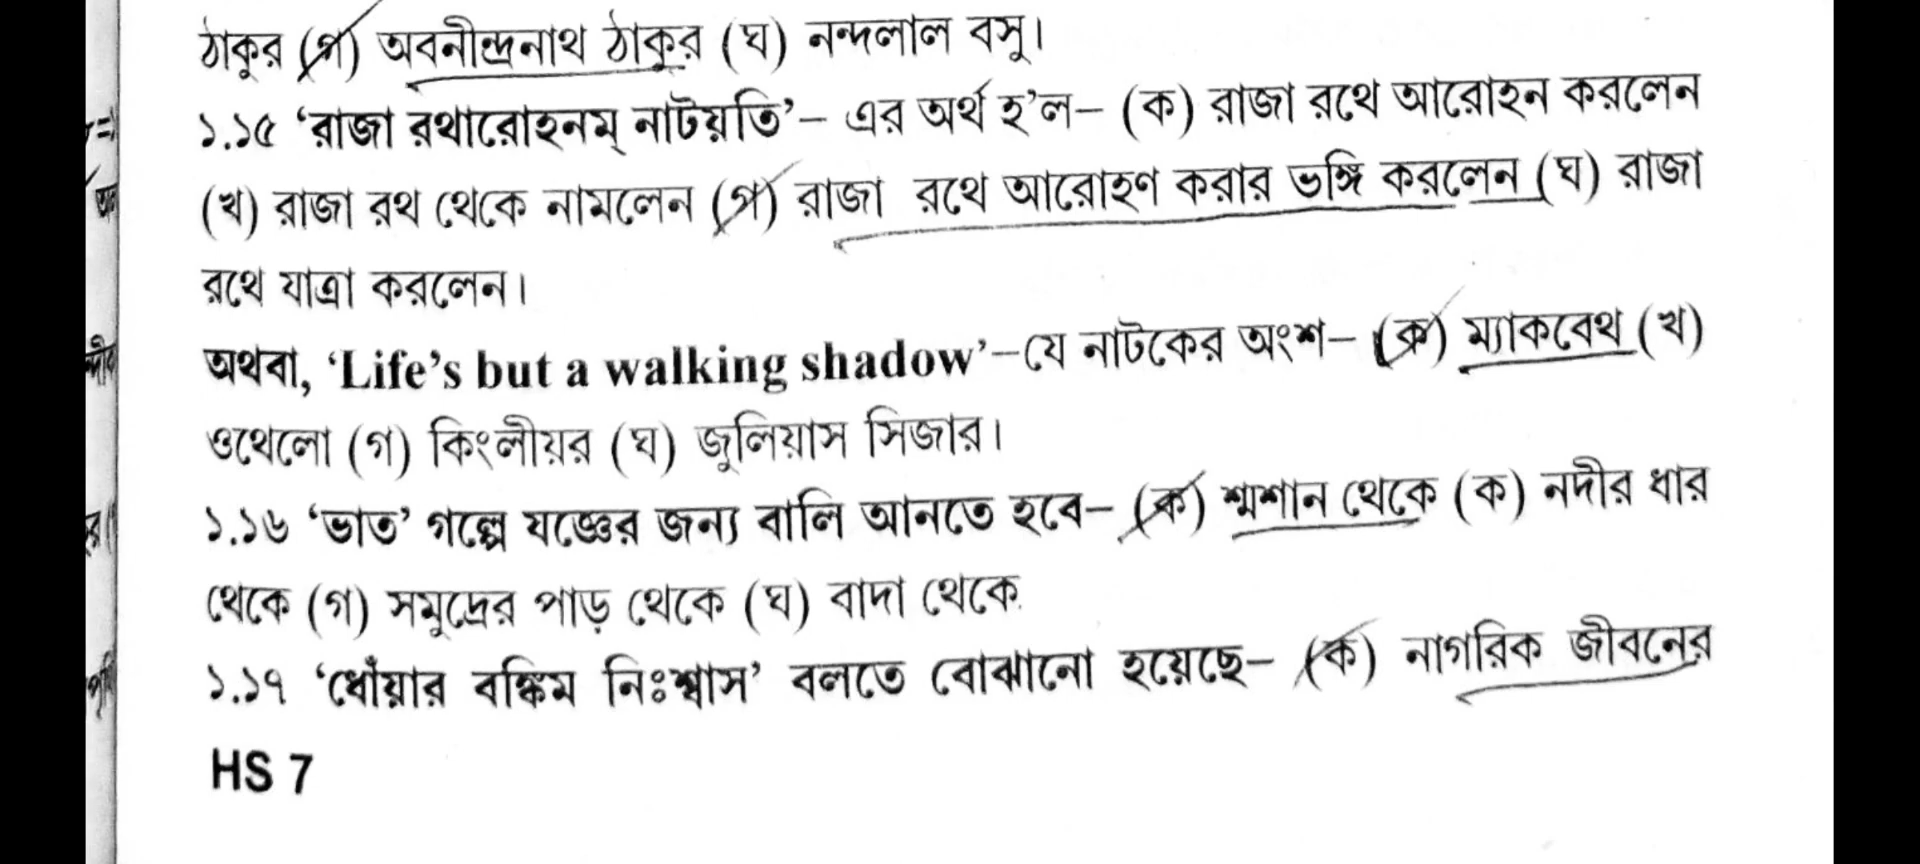 ঠাকুর (গ) অবনীন্দ্রনাথ ঠাকুর (ঘ) নন্দলাল বসু।
১.১৫ ‘রাজা রথারোহনম্ নাটয়তি’– এর অর্থ হ’ল– (ক) রাজা রথে আরোহন করলেন
(খ) রাজা রথ থেকে নামলেন (গ) রাজা রথে আরোহণ করার ভঙ্গি করলেন (ঘ) রাজা
রথে যাত্রা করলেন।
অথবা, ‘Life’s but a walking shadow’–যে নাটকের অংশ– (ক) ম্যাকবেথ (খ)
ওথেলো (গ) কিংলীয়র (ঘ) জুলিয়াস সিজার।
১.১৬ ‘ভাত’ গল্পে যজ্ঞের জন্য বালি আনতে হবে– (ক) শ্মশান থেকে (ক) নদীর ধার
থেকে (গ) সমুদ্রের পাড় থেকে (ঘ) বাদা থেকে
১.১৭ ‘ধোঁয়ার বঙ্কিম নিঃশ্বাস’ বলতে বোঝানো হয়েছে– (ক) নাগরিক জীবনের
HS 7